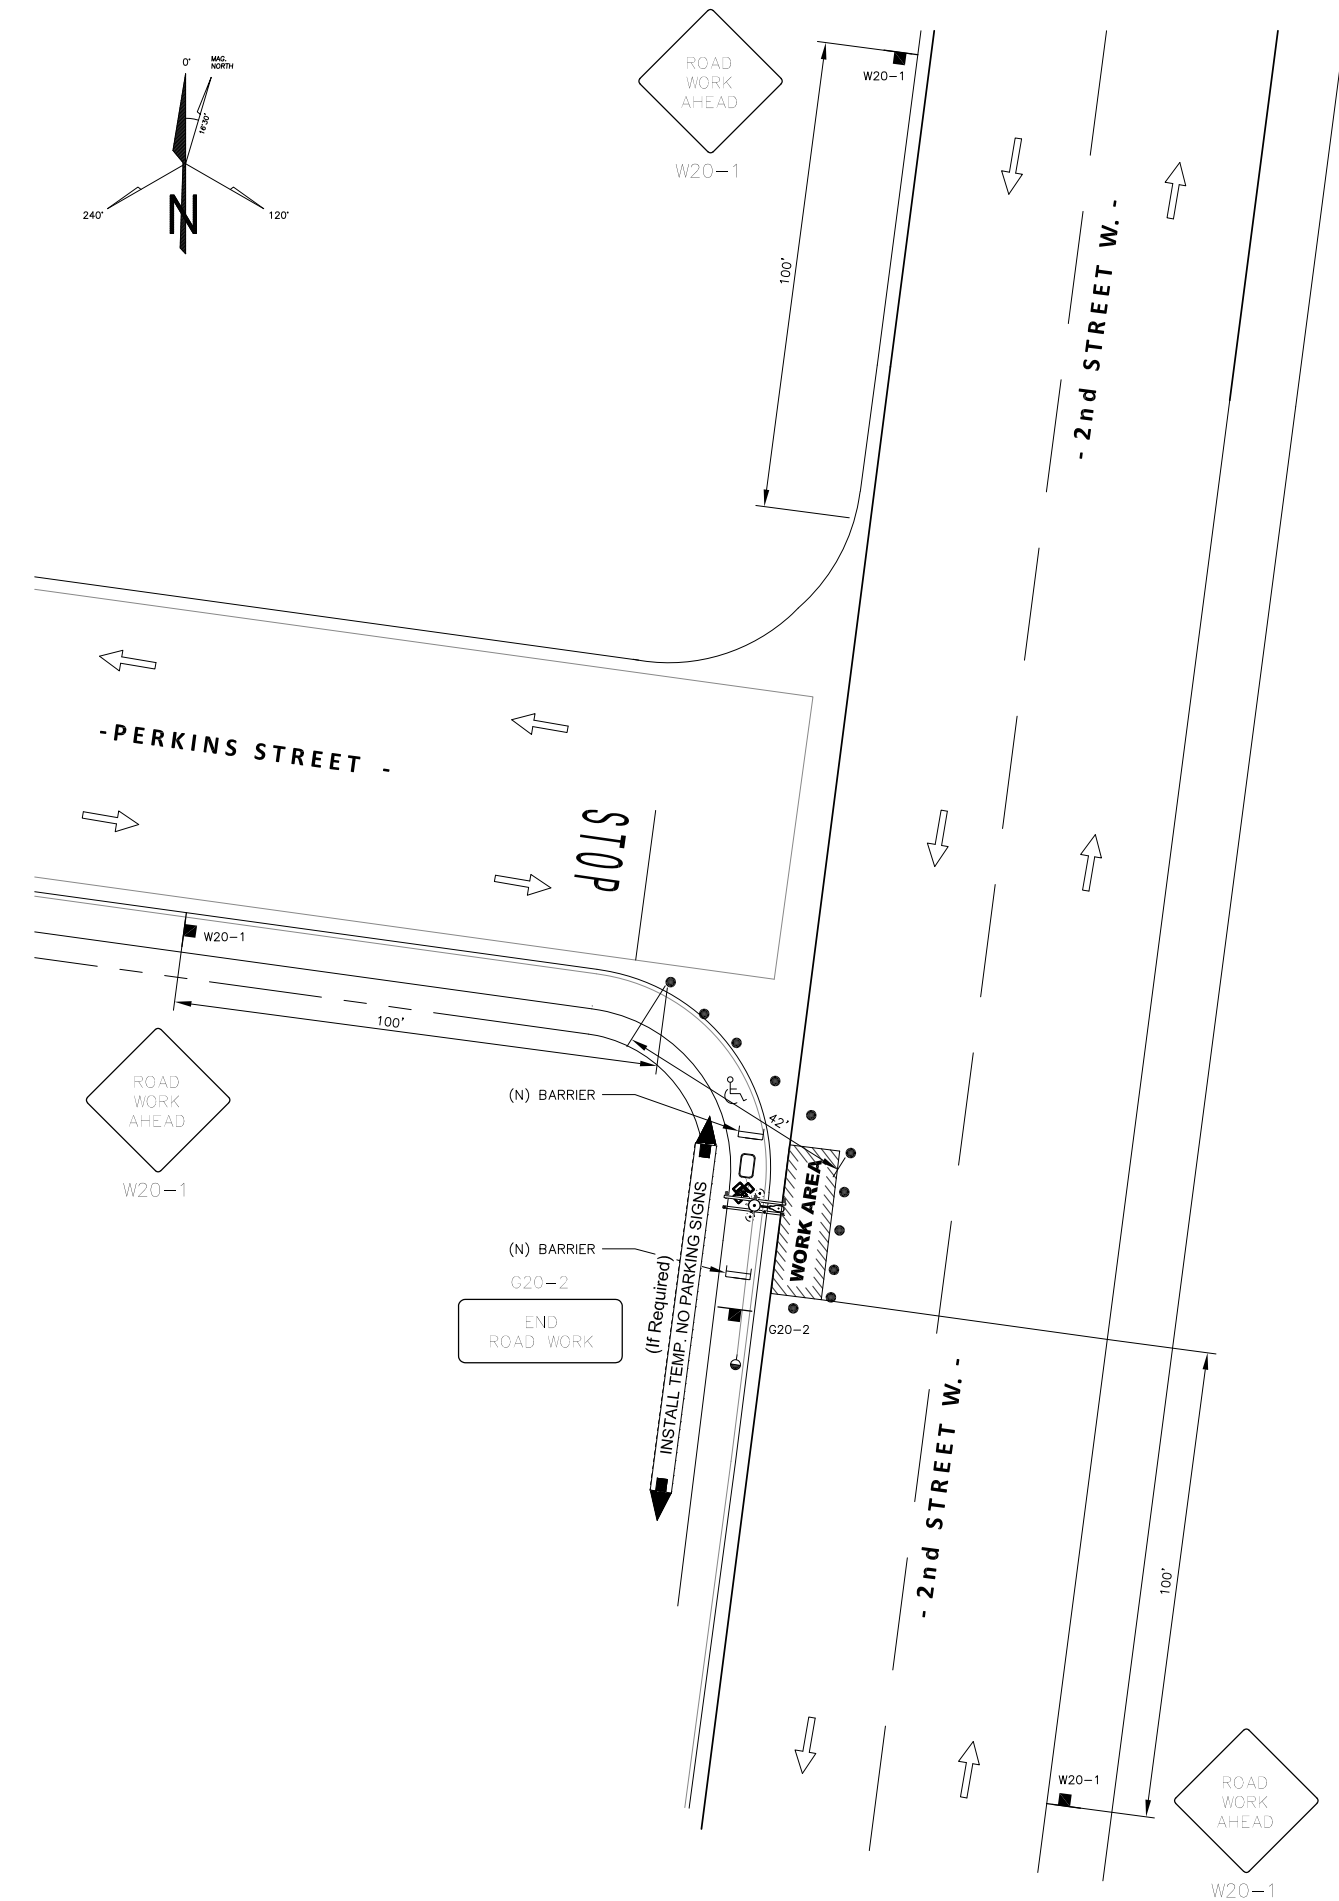 0°
MAG.
NORTH
16°30'
240°
120°
N
ROAD
WORK
AHEAD
W20-1
W20-1
100'
- 2nd STREET W. -
-PERKINS STREET -
STOP
W20-1
100'
ROAD
WORK
AHEAD
W20-1
(N) BARRIER
42'
WORK AREA
(N) BARRIER
G20-2
END
ROAD WORK
(If Required)
INSTALL TEMP. NO PARKING SIGNS
G20-2
- 2nd STREET W. -
100'
W20-1
ROAD
WORK
AHEAD
W20-1